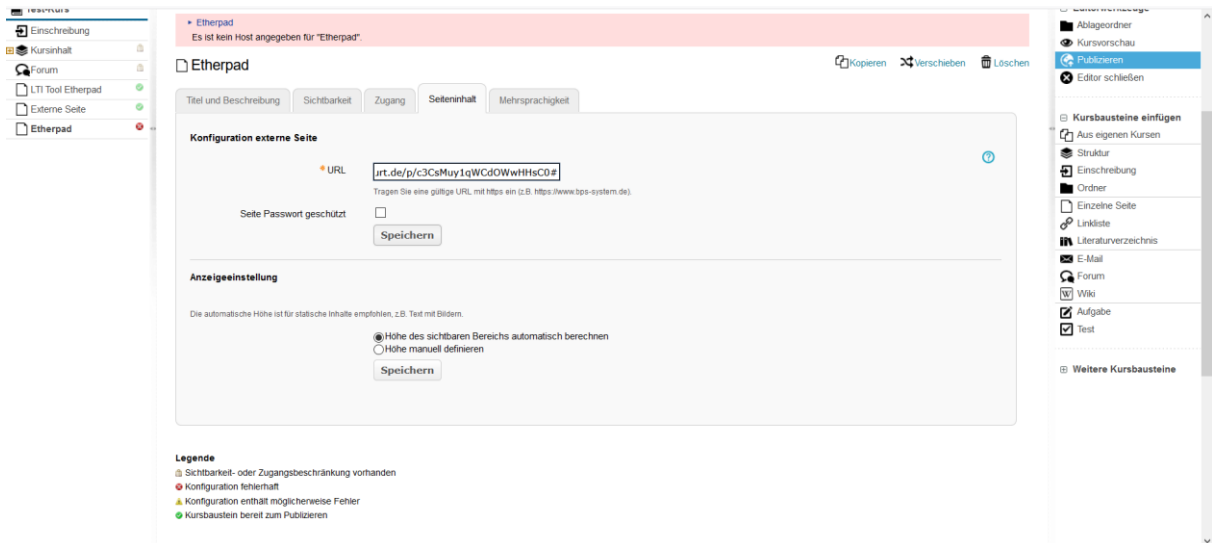 Test-Kurs
Einschreibung
Kursinhalt
Forum
LTI Tool Etherpad
Externe Seite
Etherpad
Etherpad
Es ist kein Host angegeben für "Etherpad".
Etherpad
Kopieren Verschieben Löschen
Titel und Beschreibung Sichtbarkeit Zugang Seiteninhalt Mehrsprachigkeit
Konfiguration externe Seite
* URL
urt.de/p/c3CsMuy1qWCdOWwHHsC0#
Tragen Sie eine gültige URL mit https ein (z.B. https://www.bps-system.de).
Seite Passwort geschützt
Speichern
Anzeigeeinstellung
Die automatische Höhe ist für statische Inhalte empfohlen, z.B. Text mit Bildern.
Höhe des sichtbaren Bereichs automatisch berechnen
Höhe manuell definieren
Speichern
Legende
Sichtbarkeit- oder Zugangsbeschränkung vorhanden
Konfiguration fehlerhaft
Konfiguration enthält möglicherweise Fehler
Kursbaustein bereit zum Publizieren
Editorwerkzeuge
Ablageordner
Kursvorschau
Publizieren
Editor schließen
Kursbausteine einfügen
Aus eigenen Kursen
Struktur
Einschreibung
Ordner
Einzelne Seite
Linkliste
Literaturverzeichnis
E-Mail
Forum
W Wiki
Aufgabe
Test
Weitere Kursbausteine